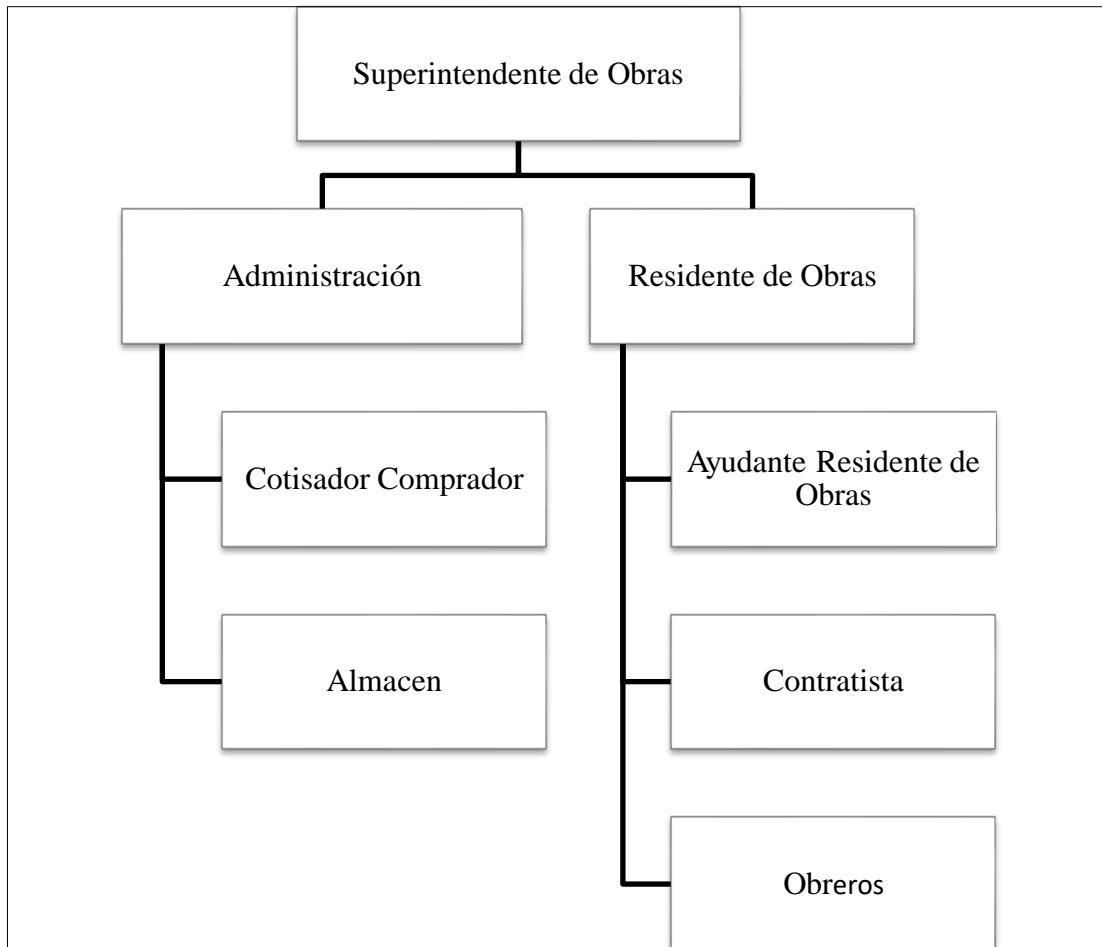 Superintendente de Obras
Administración
Residente de Obras
Cotisador Comprador
Ayudante Residente de
Obras
Almacen
Contratista
Obreros